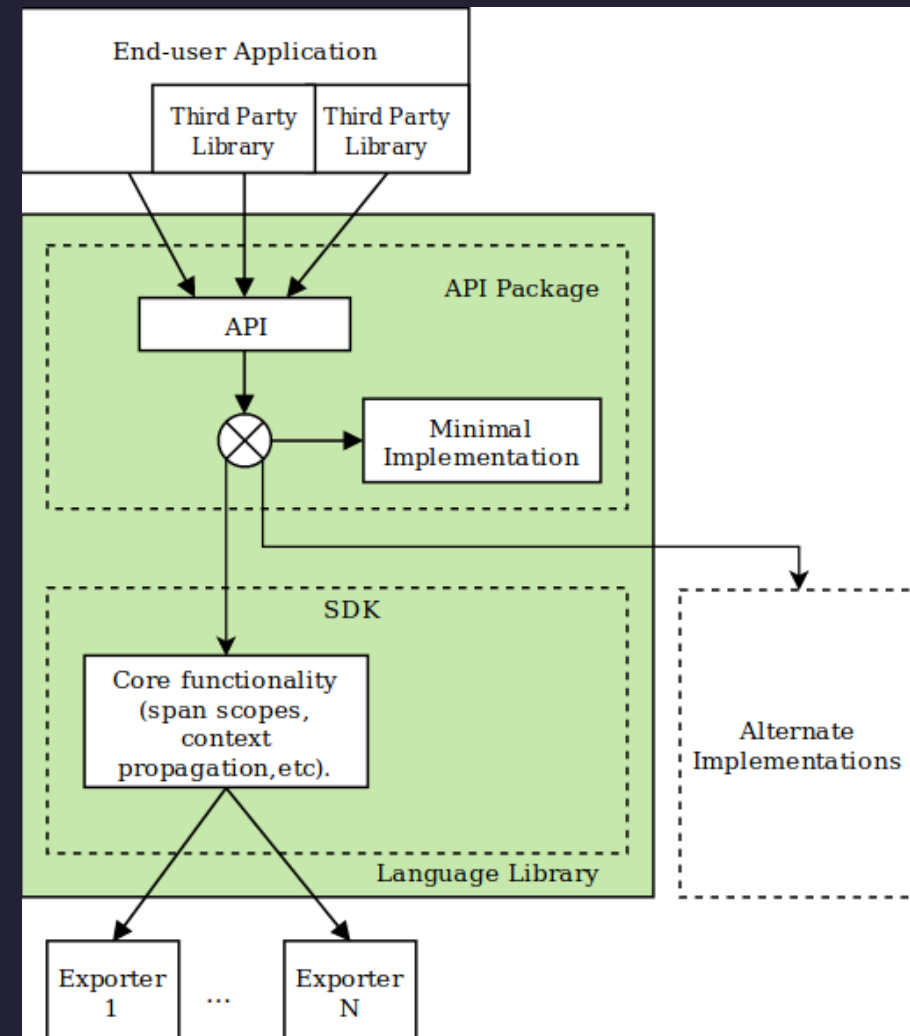 End-user Application
Third Party
Library
Third Party
Library
API Package
API
Minimal
Implementation
SDK
Core functionality
(span scopes,
context
propagation,etc).
Alternate
Implementations
Language Library
Exporter
1
...
Exporter
N